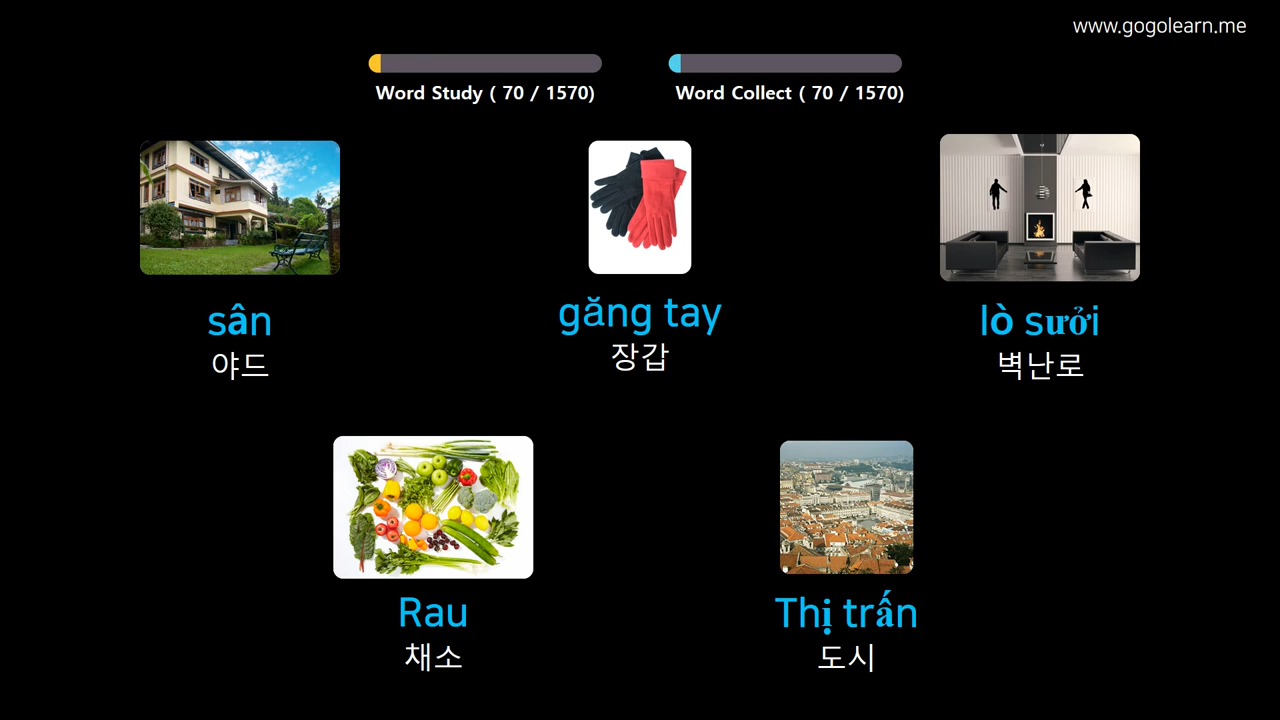 www.gogolearn.me
Word Study ( 70 / 1570)
Word Collect ( 70 / 1570)
sân
야드
găng tay
장갑
lò sưởi
벽난로
Rau
채소
Thị trấn
도시